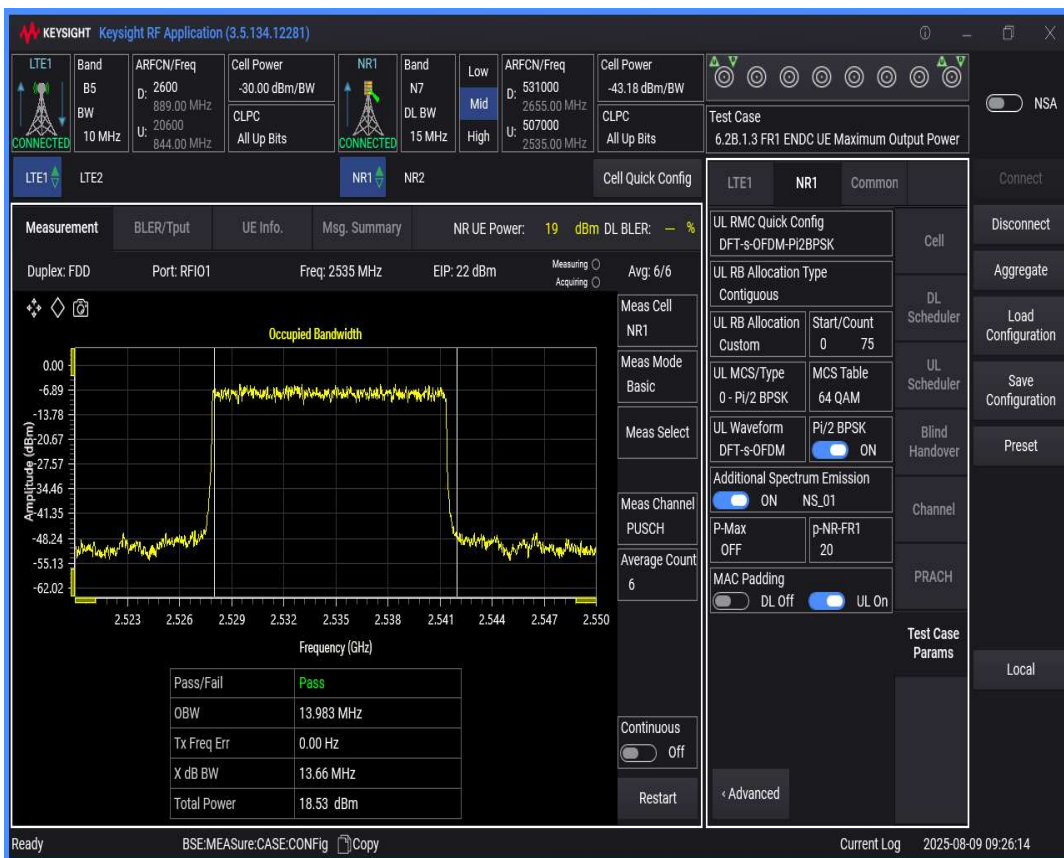 KEYSIGHT Keysight RF Application (3.5.134.12281)
LTE1 Band ARFCN/Freq Cell Power NR1 Band Low ARFCN/Freq Cell Power
B5 D: 2600 -30.00 dBm/BW N7 D: 531000 -43.18 dBm/BW
889.00 MHz 2655.00 MHz
BW CLPC DL BW Mid CLPC
CONNECTED 10 MHz U: 20600 All Up Bits CONNECTED 15 MHz High U: 507000 All Up Bits
844.00 MHz 2535.00 MHz
Test Case
6.2B.1.3 FR1 ENDC UE Maximum Output Power
NSA
LTE1 LTE2 NR1 NR2 Cell Quick Config
Measurement BLER/Tput UE Info. Msg. Summary NR UE Power: 19 dBm DL BLER: — %
Duplex: FDD Port: RFIO1 Freq: 2535 MHz EIP: 22 dBm Measuring Avg: 6/6
Acquiring
Occupied Bandwidth
Amplitude (dBm)
0.00
-6.89
-13.78
-20.67
-27.57
-34.46
-41.35
-48.24
-55.13
-62.02
2.523 2.526 2.529 2.532 2.535 2.538 2.541 2.544 2.547 2.550
Frequency (GHz)
Pass/Fail Pass
OBW 13.983 MHz
Tx Freq Err 0.00 Hz
X dB BW 13.66 MHz
Total Power 18.53 dBm
Meas Cell
NR1
Meas Mode
Basic
Meas Select
Meas Channel
PUSCH
Average Count
6
Continuous
Off
Restart
LTE1 NR1 Common
UL RMC Quick Config
DFT-s-OFDM-Pi2BPSK
UL RB Allocation Type
Contiguous
UL RB Allocation Start/Count
Custom 0 75
UL MCS/Type MCS Table
0 - Pi/2 BPSK 64 QAM
UL Waveform Pi/2 BPSK
DFT-s-OFDM ON
Additional Spectrum Emission
ON NS_01
P-Max p-NR-FR1
OFF 20
MAC Padding
DL Off UL On
‹ Advanced
Cell
DL
Scheduler
UL
Scheduler
Blind
Handover
Channel
PRACH
Test Case
Params
Connect
Disconnect
Aggregate
Load
Configuration
Save
Configuration
Preset
Local
Ready BSE:MEASure:CASE:CONFig Copy Current Log 2025-08-09 09:26:14